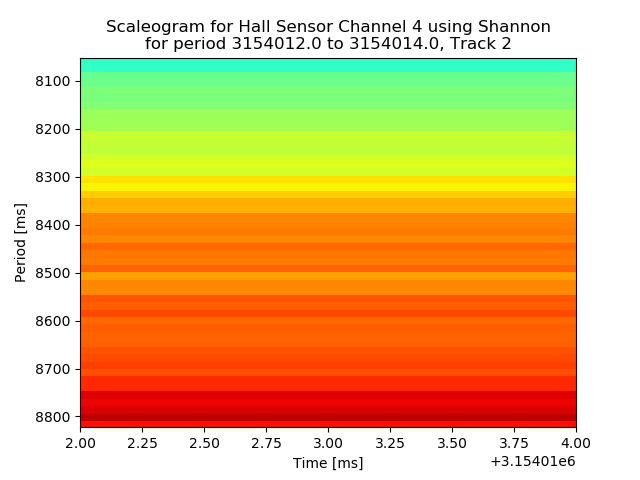 Scaleogram for Hall Sensor Channel 4 using Shannon
for period 3154012.0 to 3154014.0, Track 2
8100
8200
8300
8400
8500
8600
8700
8800
Period [ms]
2.00 2.25 2.50 2.75 3.00 3.25 3.50 3.75 4.00
Time [ms]
+3.15401e6